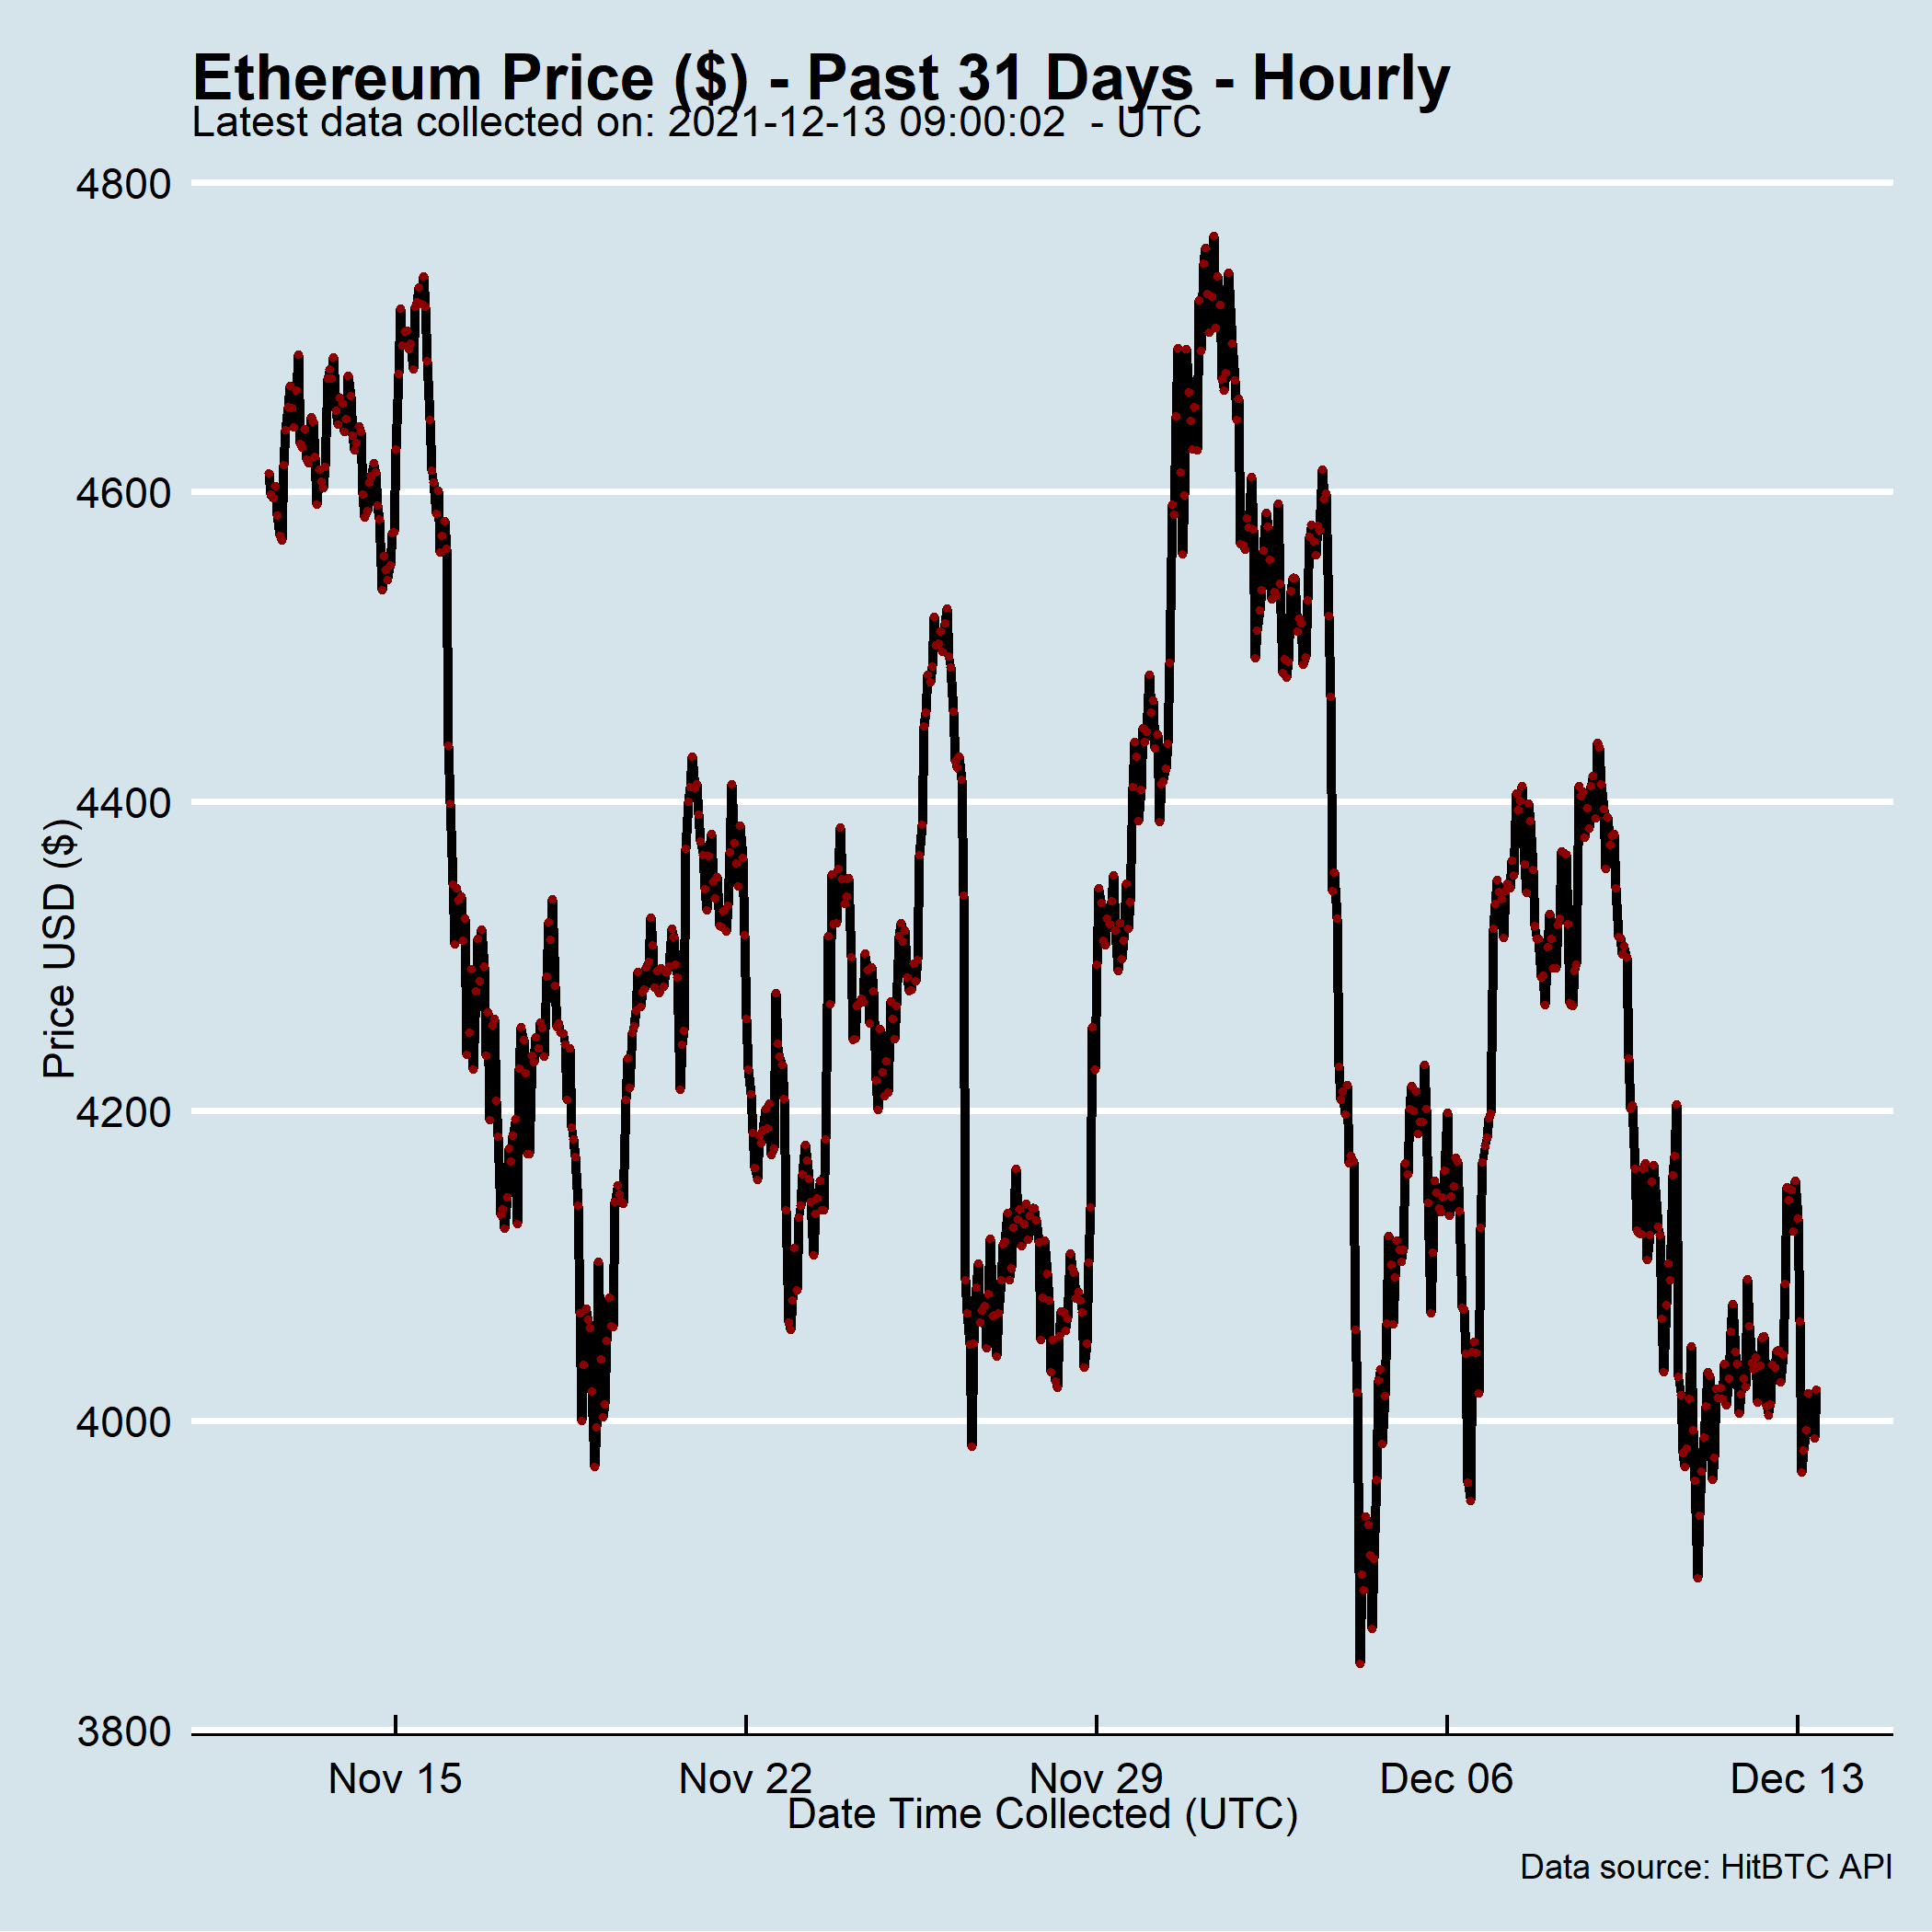 Ethereum Price ($) - Past 31 Days - Hourly
Latest data collected on: 2021-12-13 09:00:02  - UTC
4800
4600
4400
4200
4000
3800
Price USD ($)
Nov 15 Nov 22 Nov 29 Dec 06 Dec 13
Date Time Collected (UTC)
Data source: HitBTC API